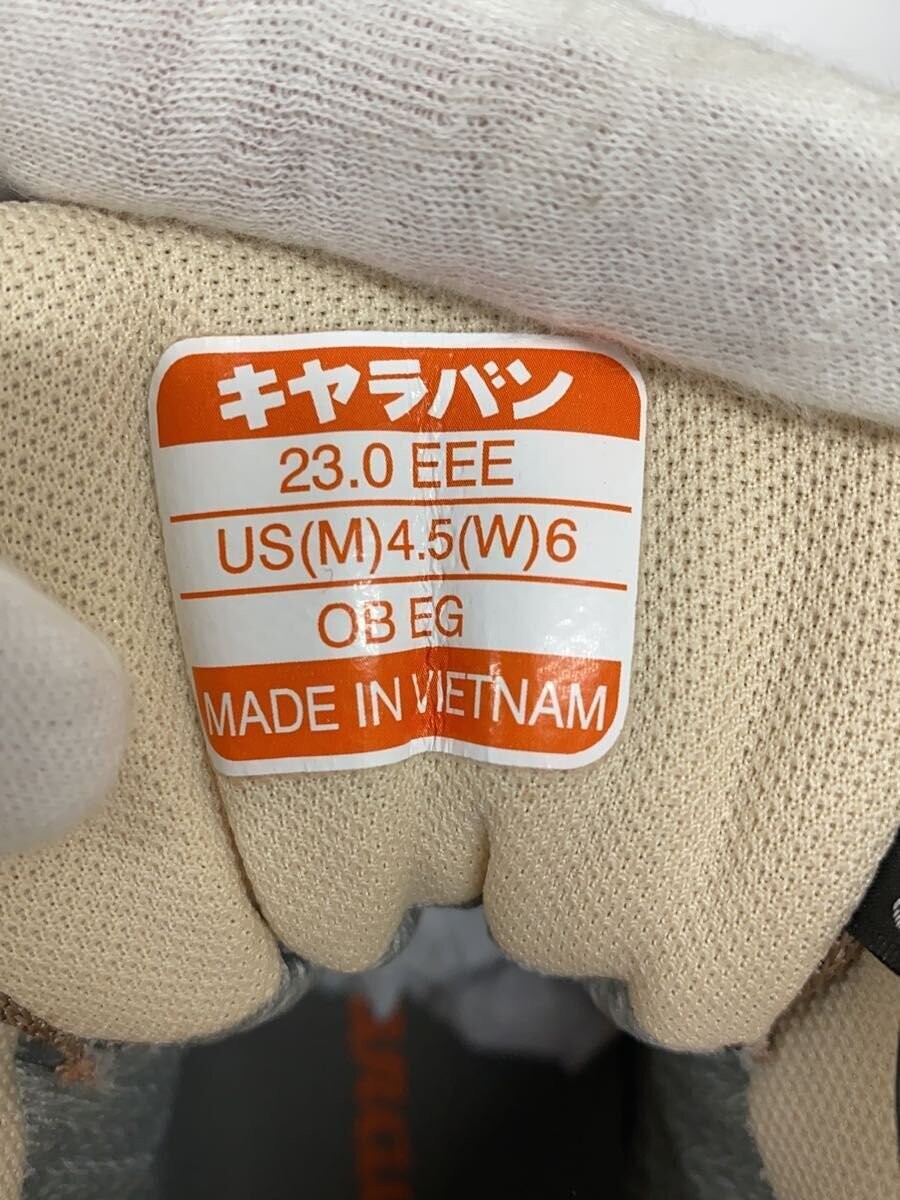 キャラバン
23.0 EEE
US(M)4.5(W)6
OB EG
MADE IN VIETNAM